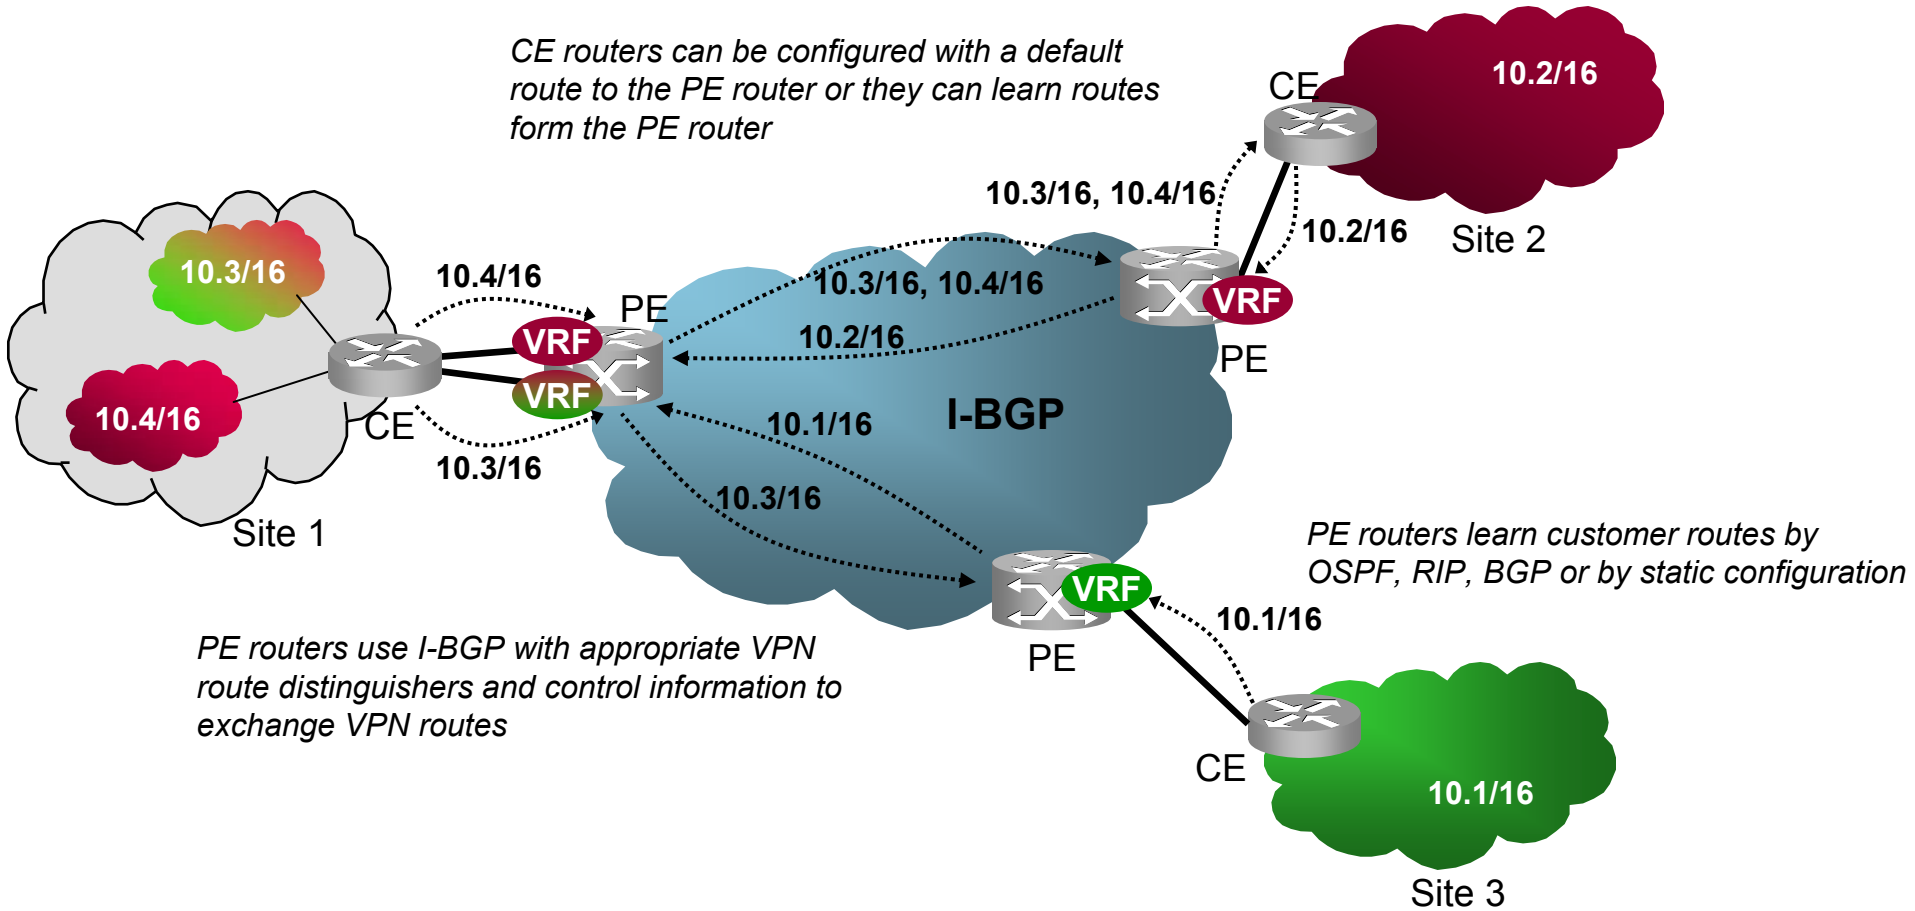 CE routers can be configured with a default
route to the PE router or they can learn routes
form the PE router
CE
10.2/16
10.3/16, 10.4/16
10.2/16
Site 2
VRF
PE
10.3/16
10.4/16
CE
Site 1
10.4/16
10.3/16
PE
VRF
VRF
10.3/16, 10.4/16
10.2/16
I-BGP
10.1/16
10.3/16
PE routers learn customer routes by
OSPF, RIP, BGP or by static configuration
VRF
PE
10.1/16
PE routers use I-BGP with appropriate VPN
route distinguishers and control information to
exchange VPN routes
CE
10.1/16
Site 3